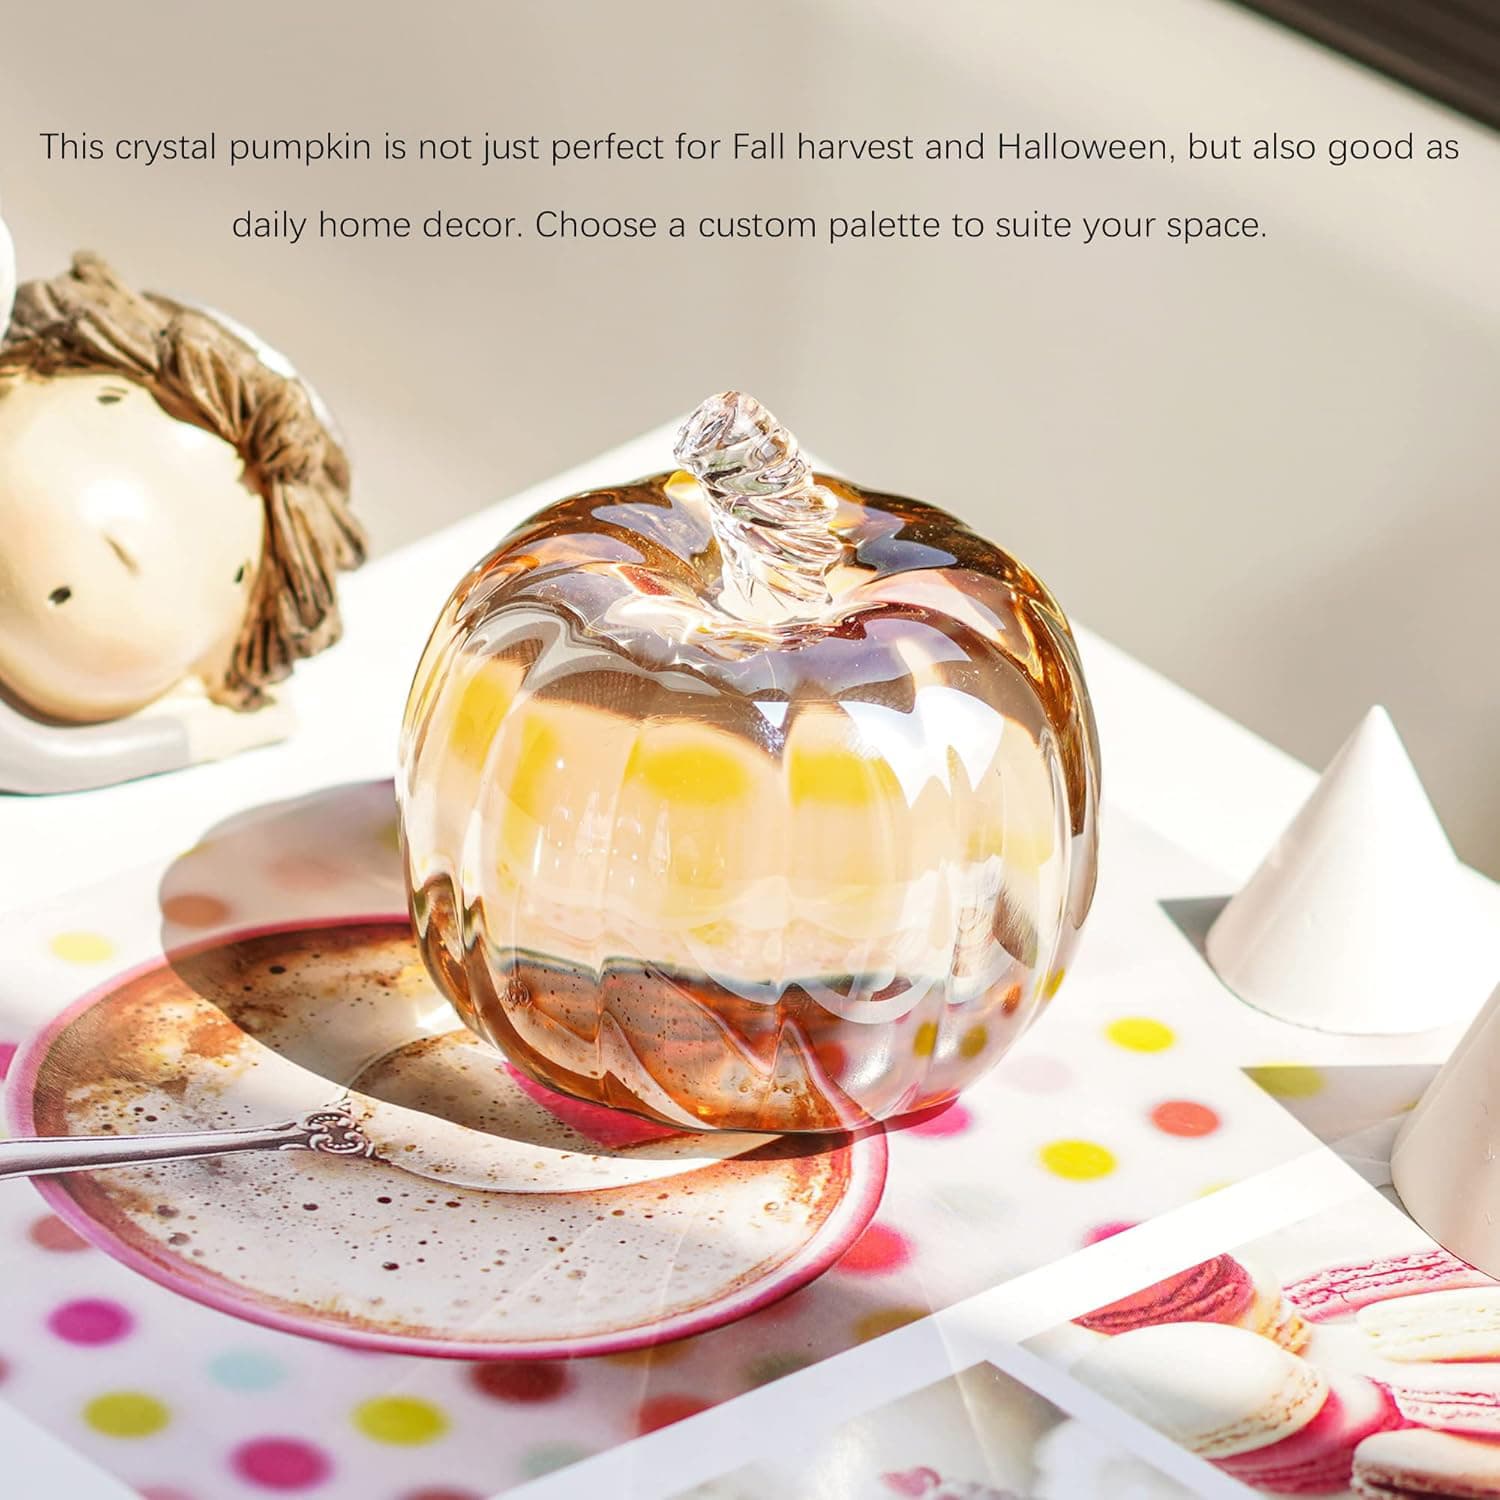 This crystal pumpkin is not just perfect for Fall harvest and Halloween, but also good as
daily home decor. Choose a custom palette to suite your space.